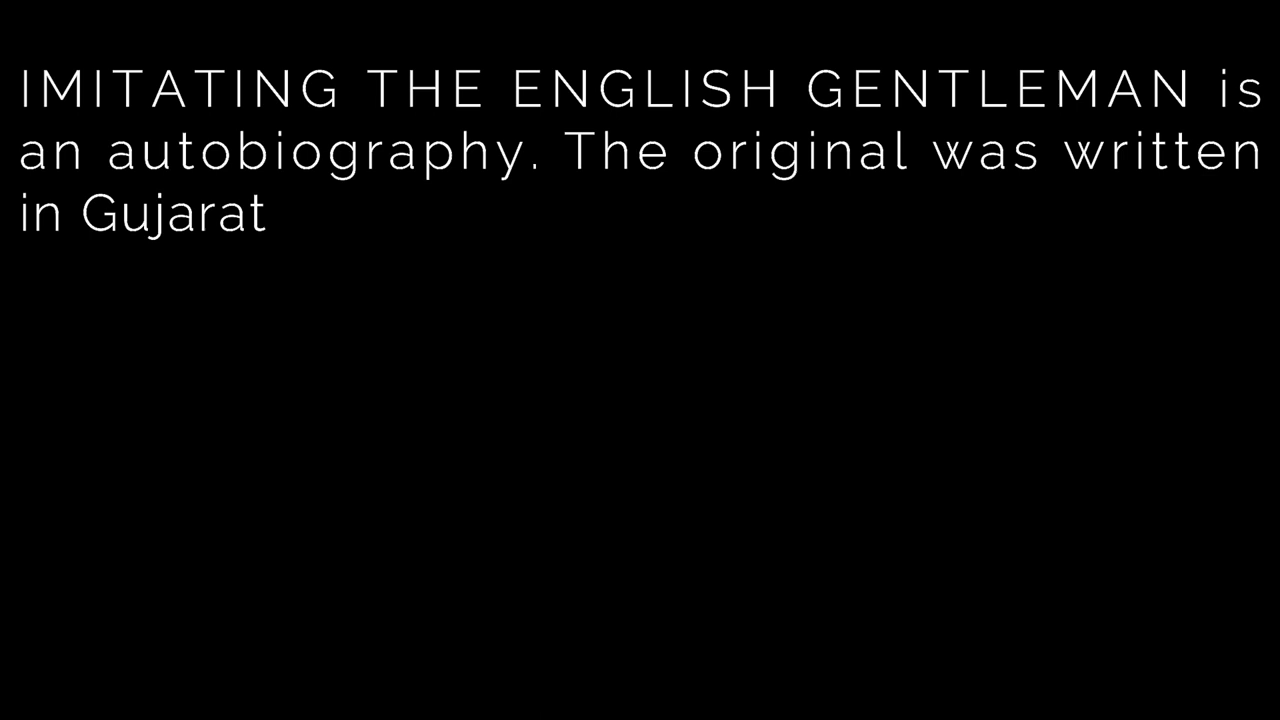 IMITATING THE ENGLISH GENTLEMAN is
an autobiography. The original was written
in Gujarat